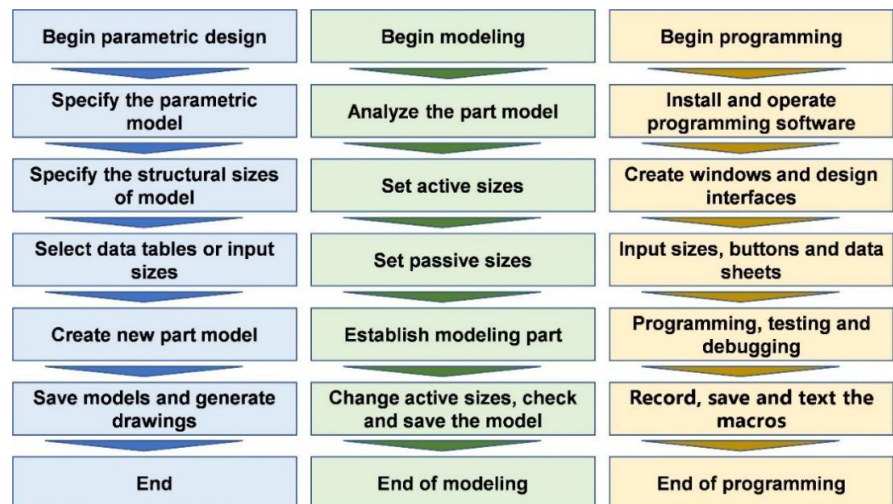 Begin parametric design
Specify the parametric
model
Specify the structural sizes
of model
Select data tables or input
sizes
Create new part model
Save models and generate
drawings
End
Begin modeling
Analyze the part model
Set active sizes
Set passive sizes
Establish modeling part
Change active sizes, check
and save the model
End of modeling
Begin programming
Install and operate
programming software
Create windows and design
interfaces
Input sizes, buttons and data
sheets
Programming, testing and
debugging
Record, save and text the
macros
End of programming